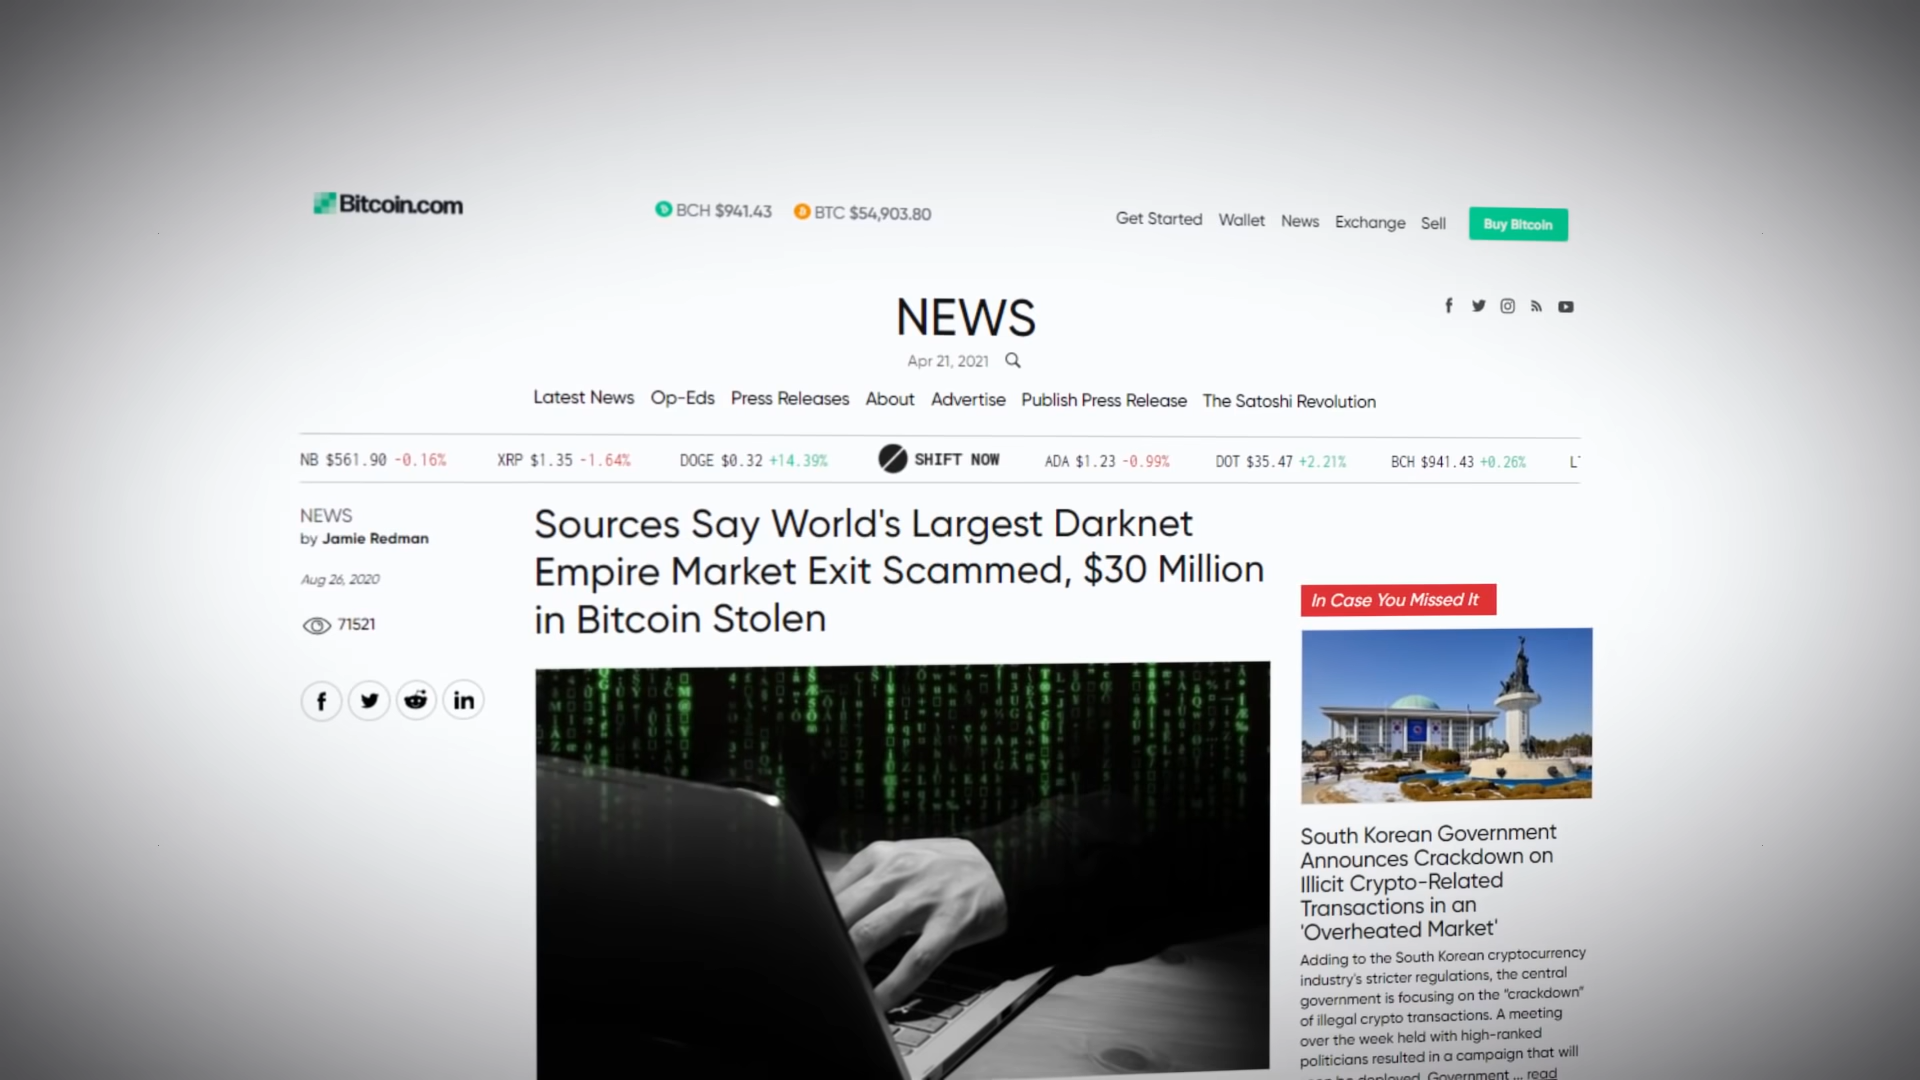 Bitcoin.com
BCH $941.43 BTC $54,903.80
Get Started Wallet News Exchange Sell Buy Bitcoin
NEWS
Apr 21, 2021
Latest News Op-Eds Press Releases About Advertise Publish Press Release The Satoshi Revolution
NB $561.90 -0.16% XRP $1.35 -1.64% DOGE $0.32 +14.39% SHIFT NOW ADA $1.23 -0.99% DOT $35.47 +2.21% BCH $941.43 +0.26%
NEWS
by Jamie Redman
Aug 26, 2020
71521
Sources Say World's Largest Darknet
Empire Market Exit Scammed, $30 Million
in Bitcoin Stolen
In Case You Missed It
South Korean Government
Announces Crackdown on
Illicit Crypto-Related
Transactions in an
'Overheated Market'
Adding to the South Korean cryptocurrency
industry's stricter regulations, the central
government is focusing on the "crackdown"
of illegal crypto transactions. A meeting
over the week held with high-ranked
politicians resulted in a campaign that will
be deployed. Government ... read